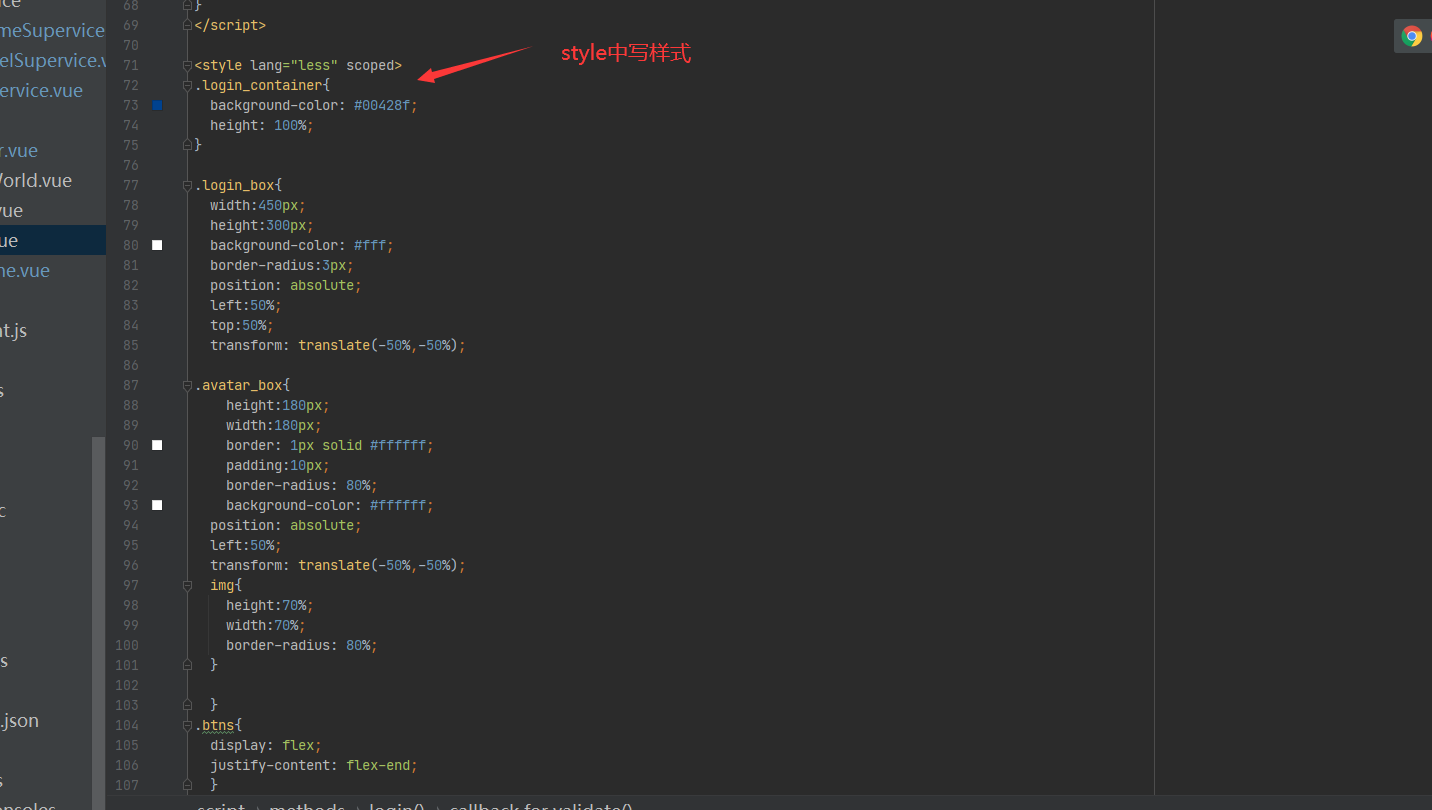 meSupervice
elSupervice.v
ervice.vue
r.vue
orld.vue
vue
ue
me.vue
nt.js
s
c
s
.json
s
onsoles
68 }
69 </script>
70
71 <style lang="less" scoped>
style中写样式
72 .login_container{
73 background-color: #00428f;
74 height: 100%;
75 }
76
77 .login_box{
78 width:450px;
79 height:300px;
80 background-color: #fff;
81 border-radius:3px;
82 position: absolute;
83 left:50%;
84 top:50%;
85 transform: translate(-50%,-50%);
86
87 .avatar_box{
88 height:180px;
89 width:180px;
90 border: 1px solid #ffffff;
91 padding:10px;
92 border-radius: 80%;
93 background-color: #ffffff;
94 position: absolute;
95 left:50%;
96 transform: translate(-50%,-50%);
97 img{
98 height:70%;
99 width:70%;
100 border-radius: 80%;
101 }
102
103 }
104 .btns{
105 display: flex;
106 justify-content: flex-end;
107 }
script › methods › login() › callback for validate()